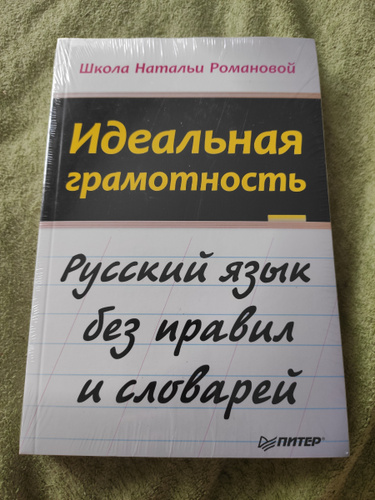 Школа Натальи Романовой
Идеальная
грамотность
Русский язык
без правил
и словарей
ПИТЕР